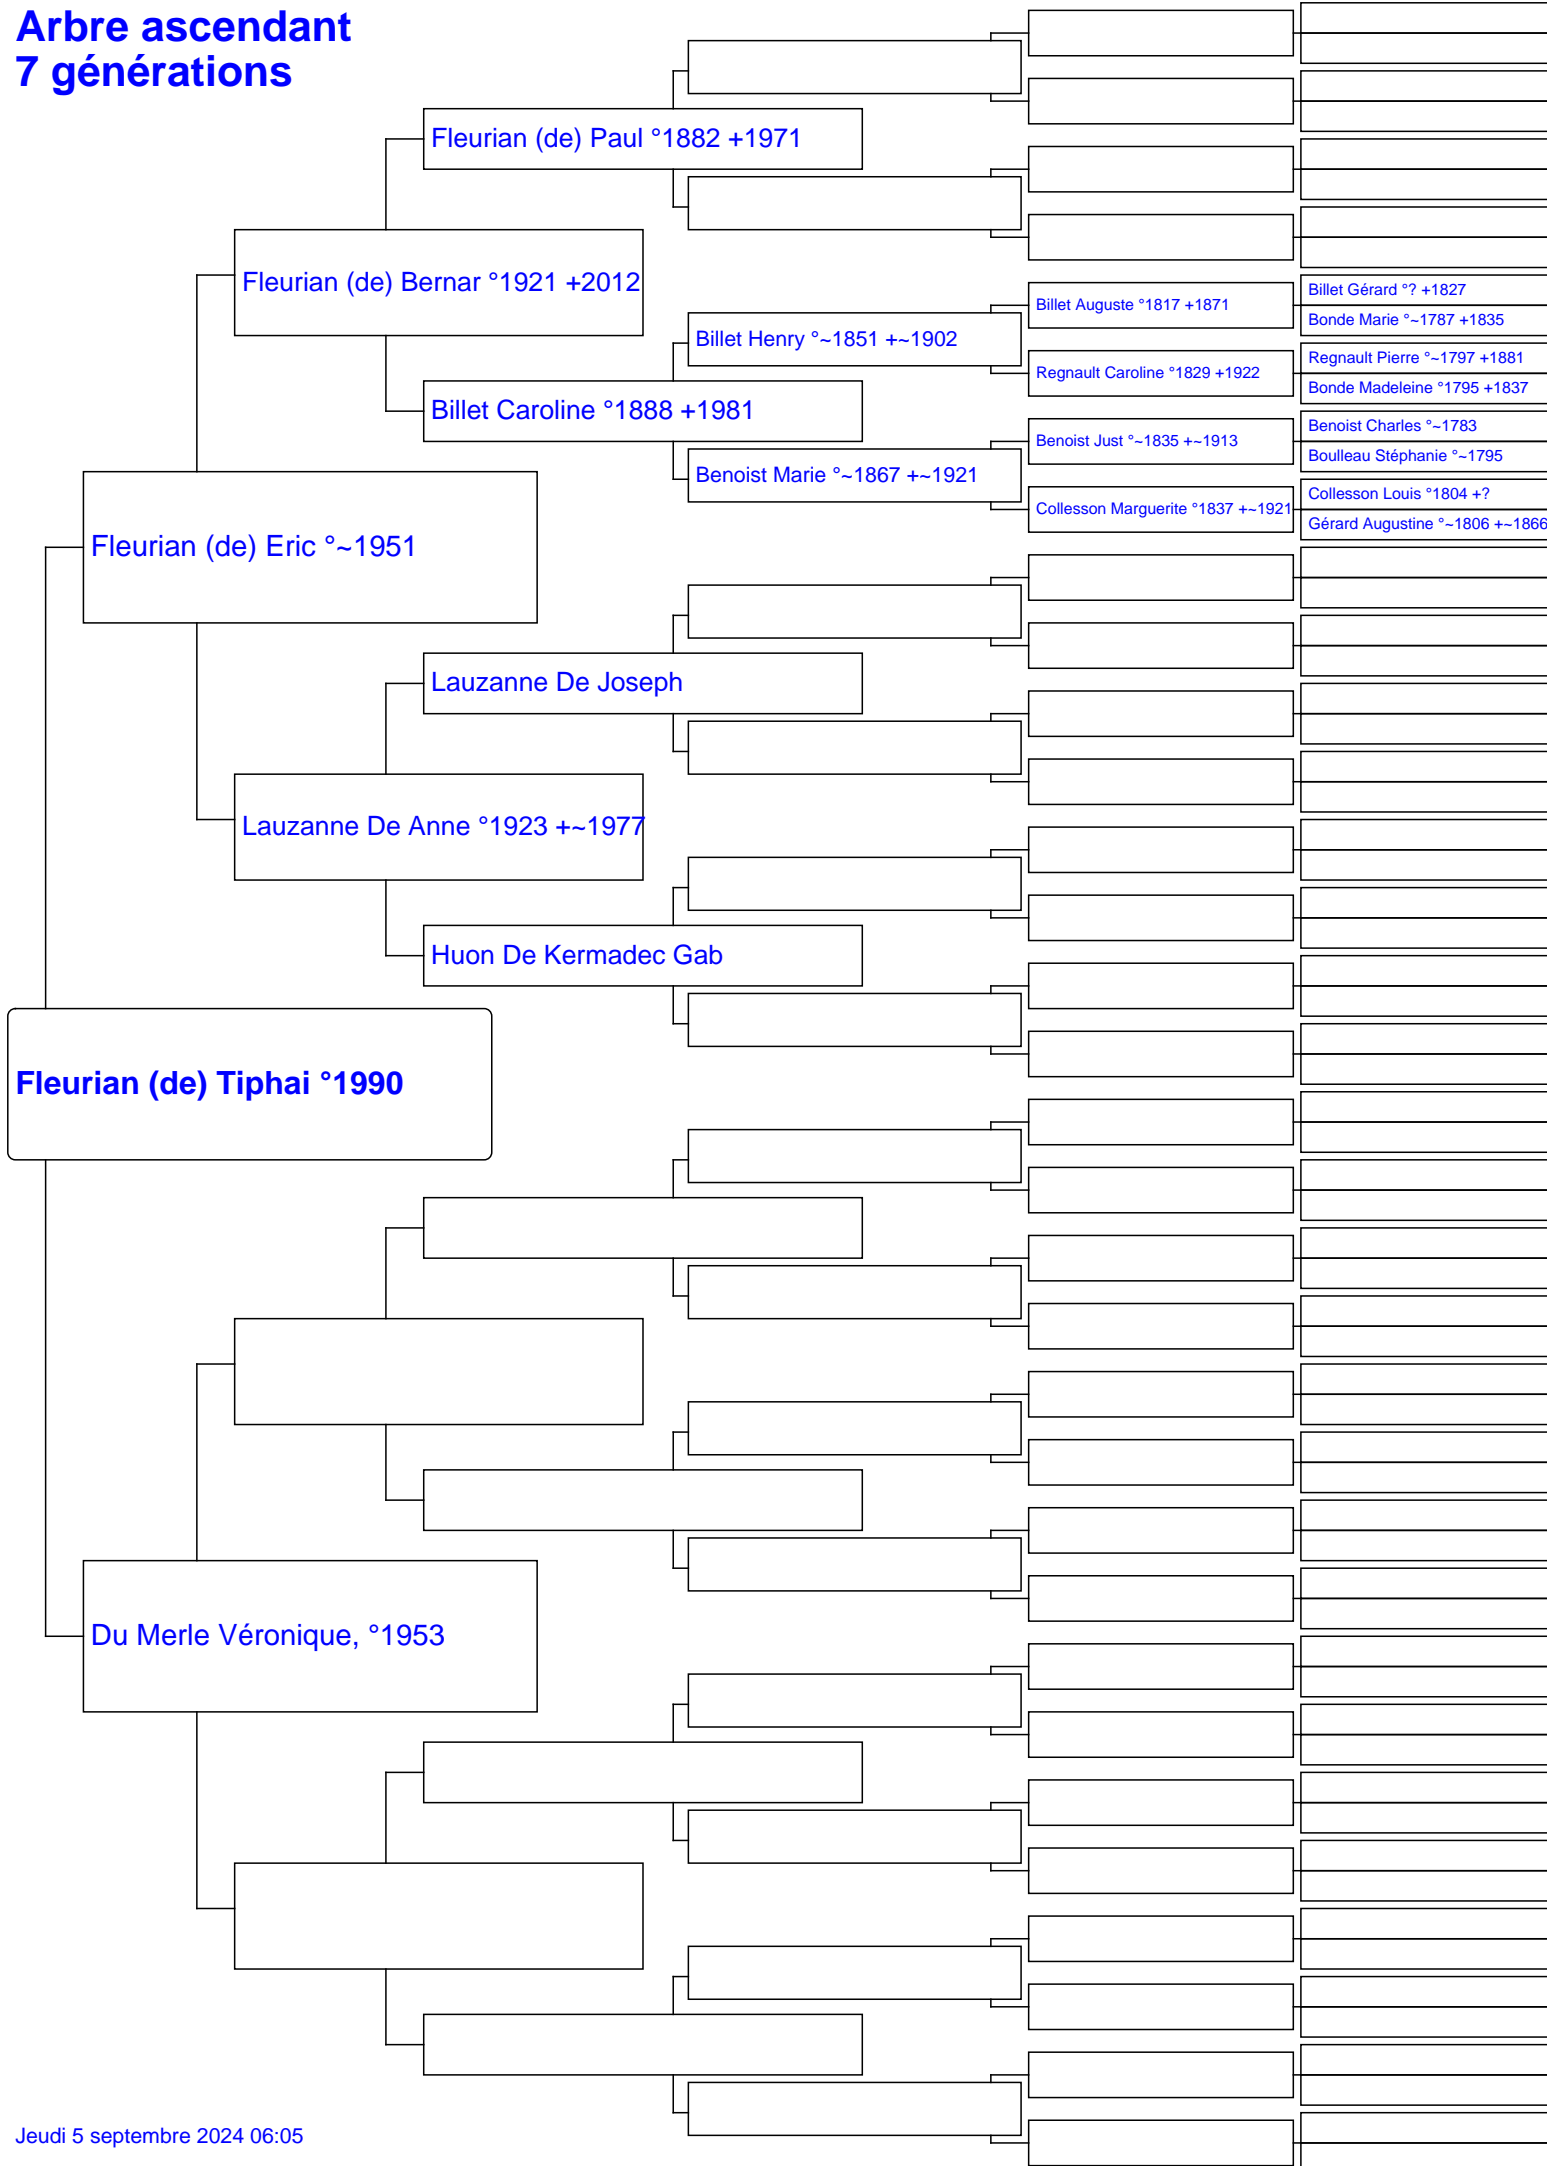 Arbre ascendant
7 générations
Fleurian (de) Paul °1882 +1971
Fleurian (de) Bernar °1921 +2012
Billet Gérard °? +1827
Billet Auguste °1817 +1871
Bonde Marie °~1787 +1835
Billet Henry °~1851 +~1902
Regnault Pierre °~1797 +1881
Regnault Caroline °1829 +1922
Bonde Madeleine °1795 +1837
Billet Caroline °1888 +1981
Benoist Charles °~1783
Benoist Just °~1835 +~1913
Boulleau Stéphanie °~1795
Benoist Marie °~1867 +~1921
Collesson Louis °1804 +?
Collesson Marguerite °1837 +~1921
Gérard Augustine °~1806 +~1866
Fleurian (de) Eric °~1951
Lauzanne De Joseph
Lauzanne De Anne °1923 +~1977
Huon De Kermadec Gab
Fleurian (de) Tiphai °1990
Du Merle Véronique, °1953
Jeudi 5 septembre 2024 06:05